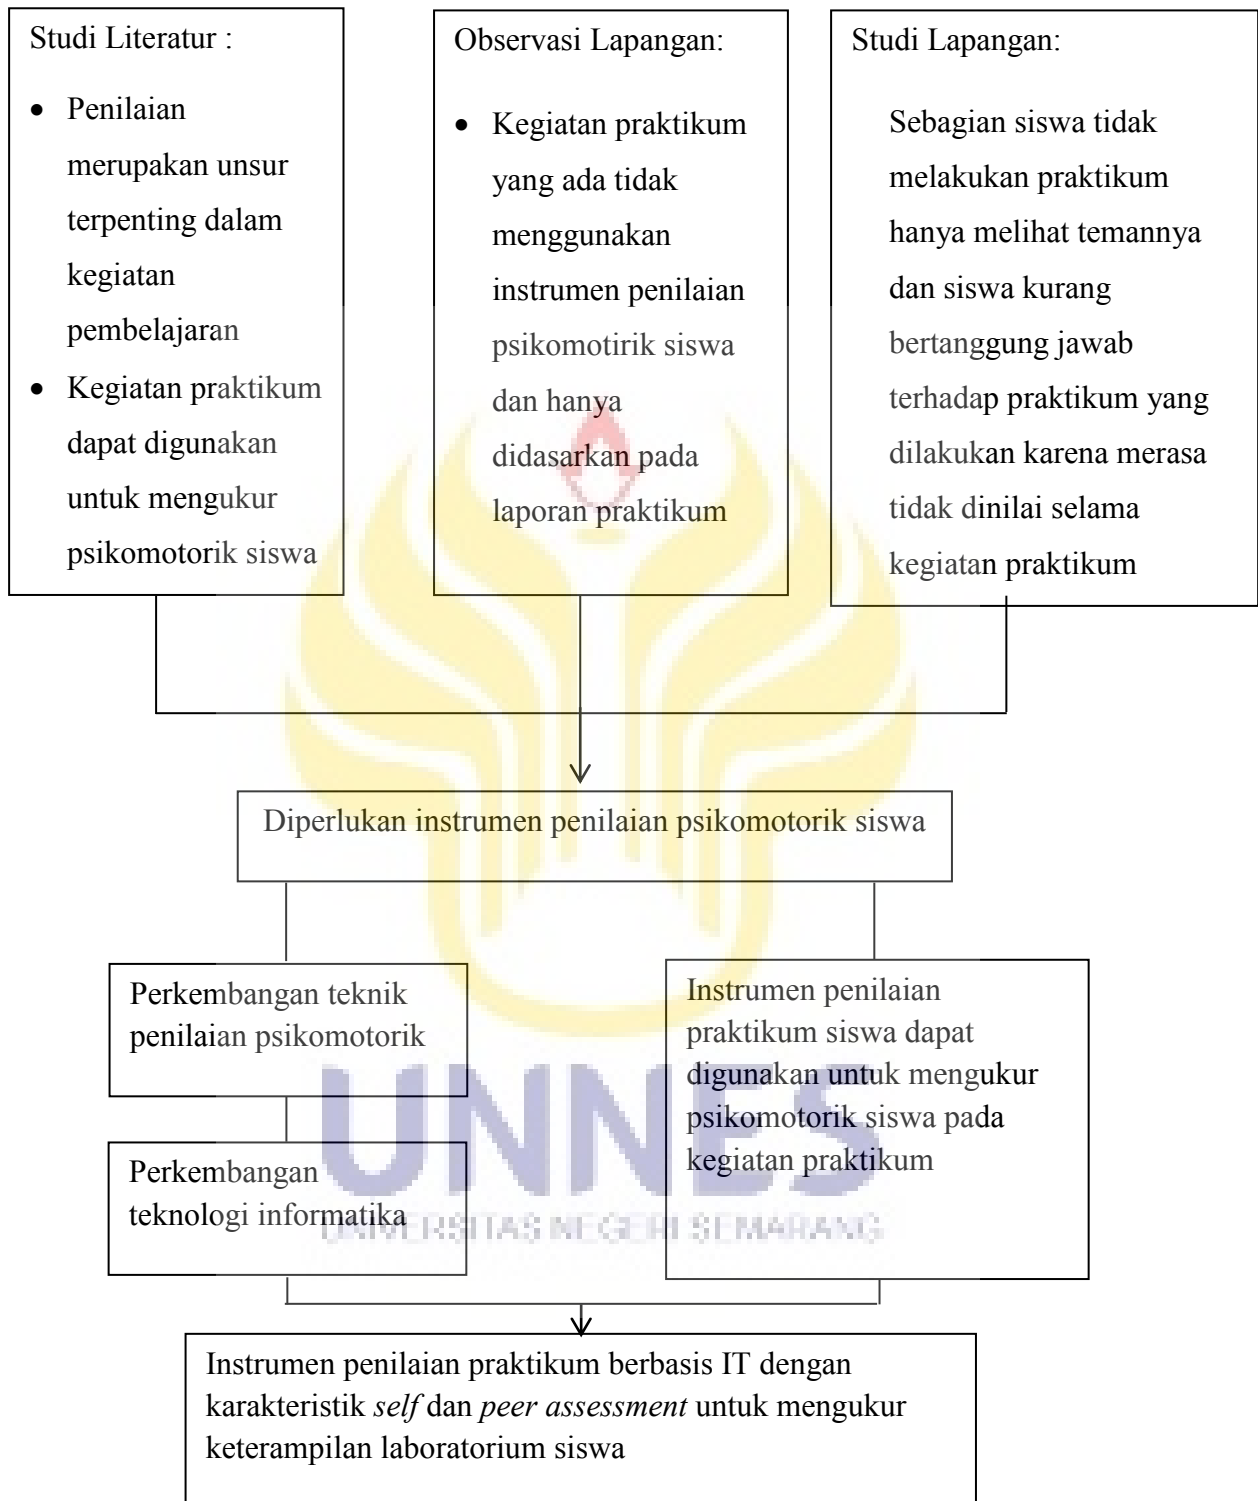 Studi Literatur :
• Penilaian
merupakan unsur
terpenting dalam
kegiatan
pembelajaran
• Kegiatan praktikum
dapat digunakan
untuk mengukur
psikomotorik siswa
Observasi Lapangan:
• Kegiatan praktikum
yang ada tidak
menggunakan
instrumen penilaian
psikomotirik siswa
dan hanya
didasarkan pada
laporan praktikum
Studi Lapangan:
Sebagian siswa tidak
melakukan praktikum
hanya melihat temannya
dan siswa kurang
bertanggung jawab
terhadap praktikum yang
dilakukan karena merasa
tidak dinilai selama
kegiatan praktikum
Diperlukan instrumen penilaian psikomotorik siswa
Perkembangan teknik
penilaian psikomotorik
Perkembangan
teknologi informatika
Instrumen penilaian
praktikum siswa dapat
digunakan untuk mengukur
psikomotorik siswa pada
kegiatan praktikum
UNNES
UNIVERSITAS NEGERI SEMARANG
Instrumen penilaian praktikum berbasis IT dengan
karakteristik self dan peer assessment untuk mengukur
keterampilan laboratorium siswa